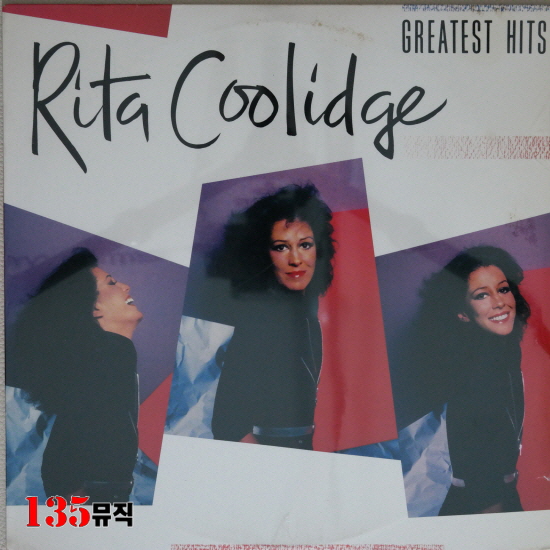 GREATEST HITS
Rita Coolidge
135뮤직